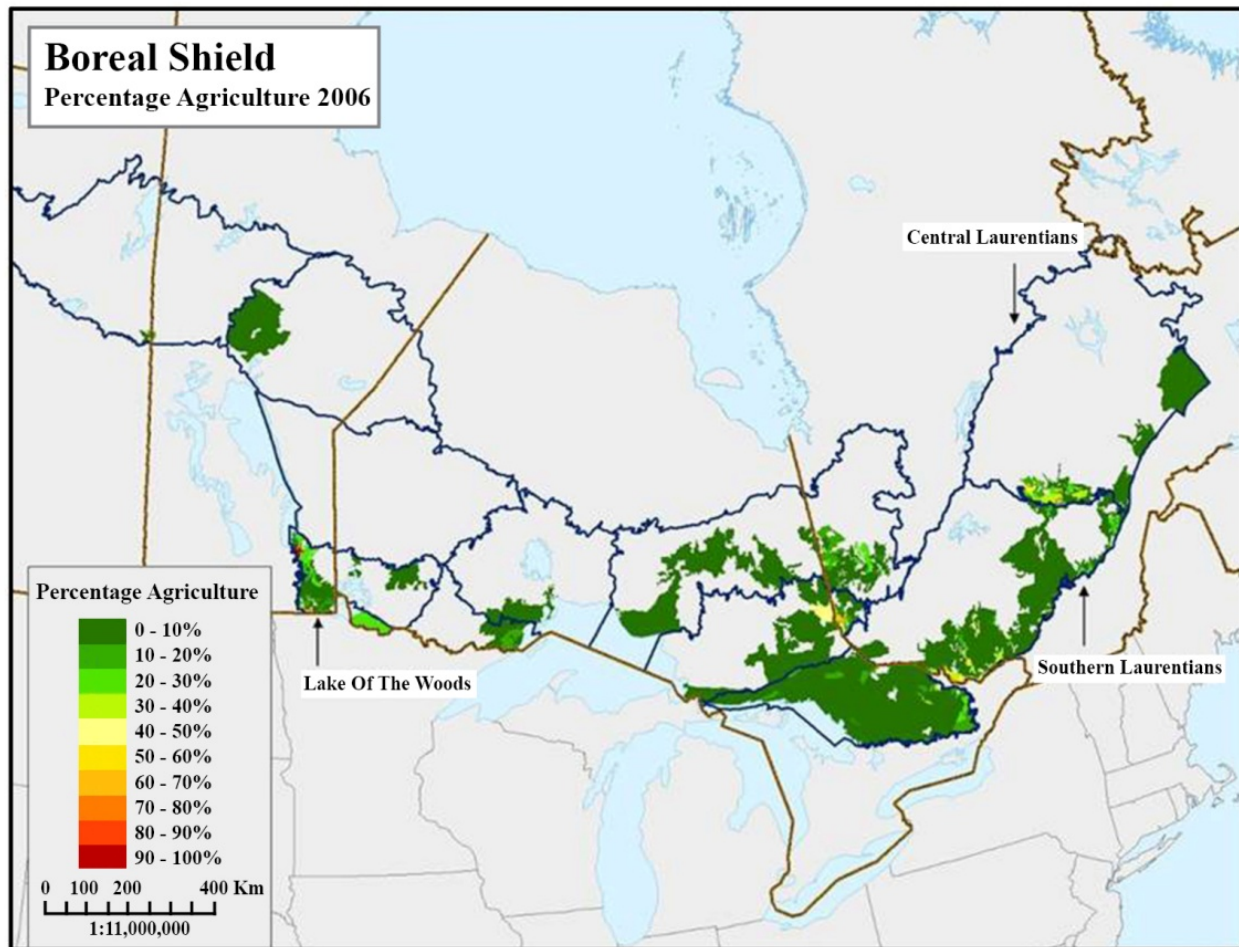 Boreal Shield
Percentage Agriculture 2006
Central Laurentians
Southern Laurentians
Lake Of The Woods
Percentage Agriculture
0 - 10%
10 - 20%
20 - 30%
30 - 40%
40 - 50%
50 - 60%
60 - 70%
70 - 80%
80 - 90%
90 - 100%
0 100 200 400 Km
1:11,000,000